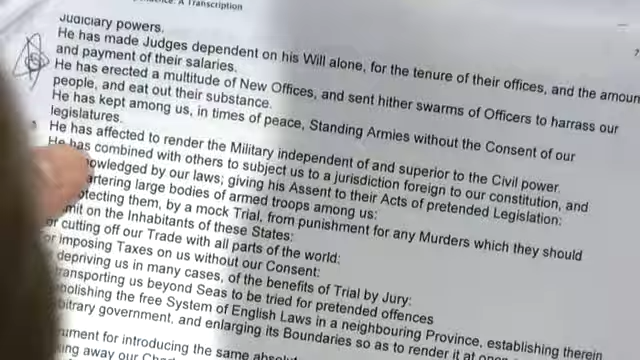 A Transcription
Judiciary powers.
He has made Judges dependent on his Will alone, for the tenure of their offices, and the amoun
and payment of their salaries.
He has erected a multitude of New Offices, and sent hither swarms of Officers to harrass our
people, and eat out their substance.
He has kept among us, in times of peace, Standing Armies without the Consent of our
legislatures.
He has affected to render the Military independent of and superior to the Civil power.
He has combined with others to subject us to a jurisdiction foreign to our constitution, and
nowledged by our laws; giving his Assent to their Acts of pretended Legislation:
artering large bodies of armed troops among us:
otecting them, by a mock Trial, from punishment for any Murders which they should
mit on the Inhabitants of these States:
or cutting off our Trade with all parts of the world:
or imposing Taxes on us without our Consent:
depriving us in many cases, of the benefits of Trial by Jury:
transporting us beyond Seas to be tried for pretended offences
bolishing the free System of English Laws in a neighbouring Province, establishing therein
bitrary government, and enlarging its Boundaries so as to render it at
rument for introducing the same absol
king away our